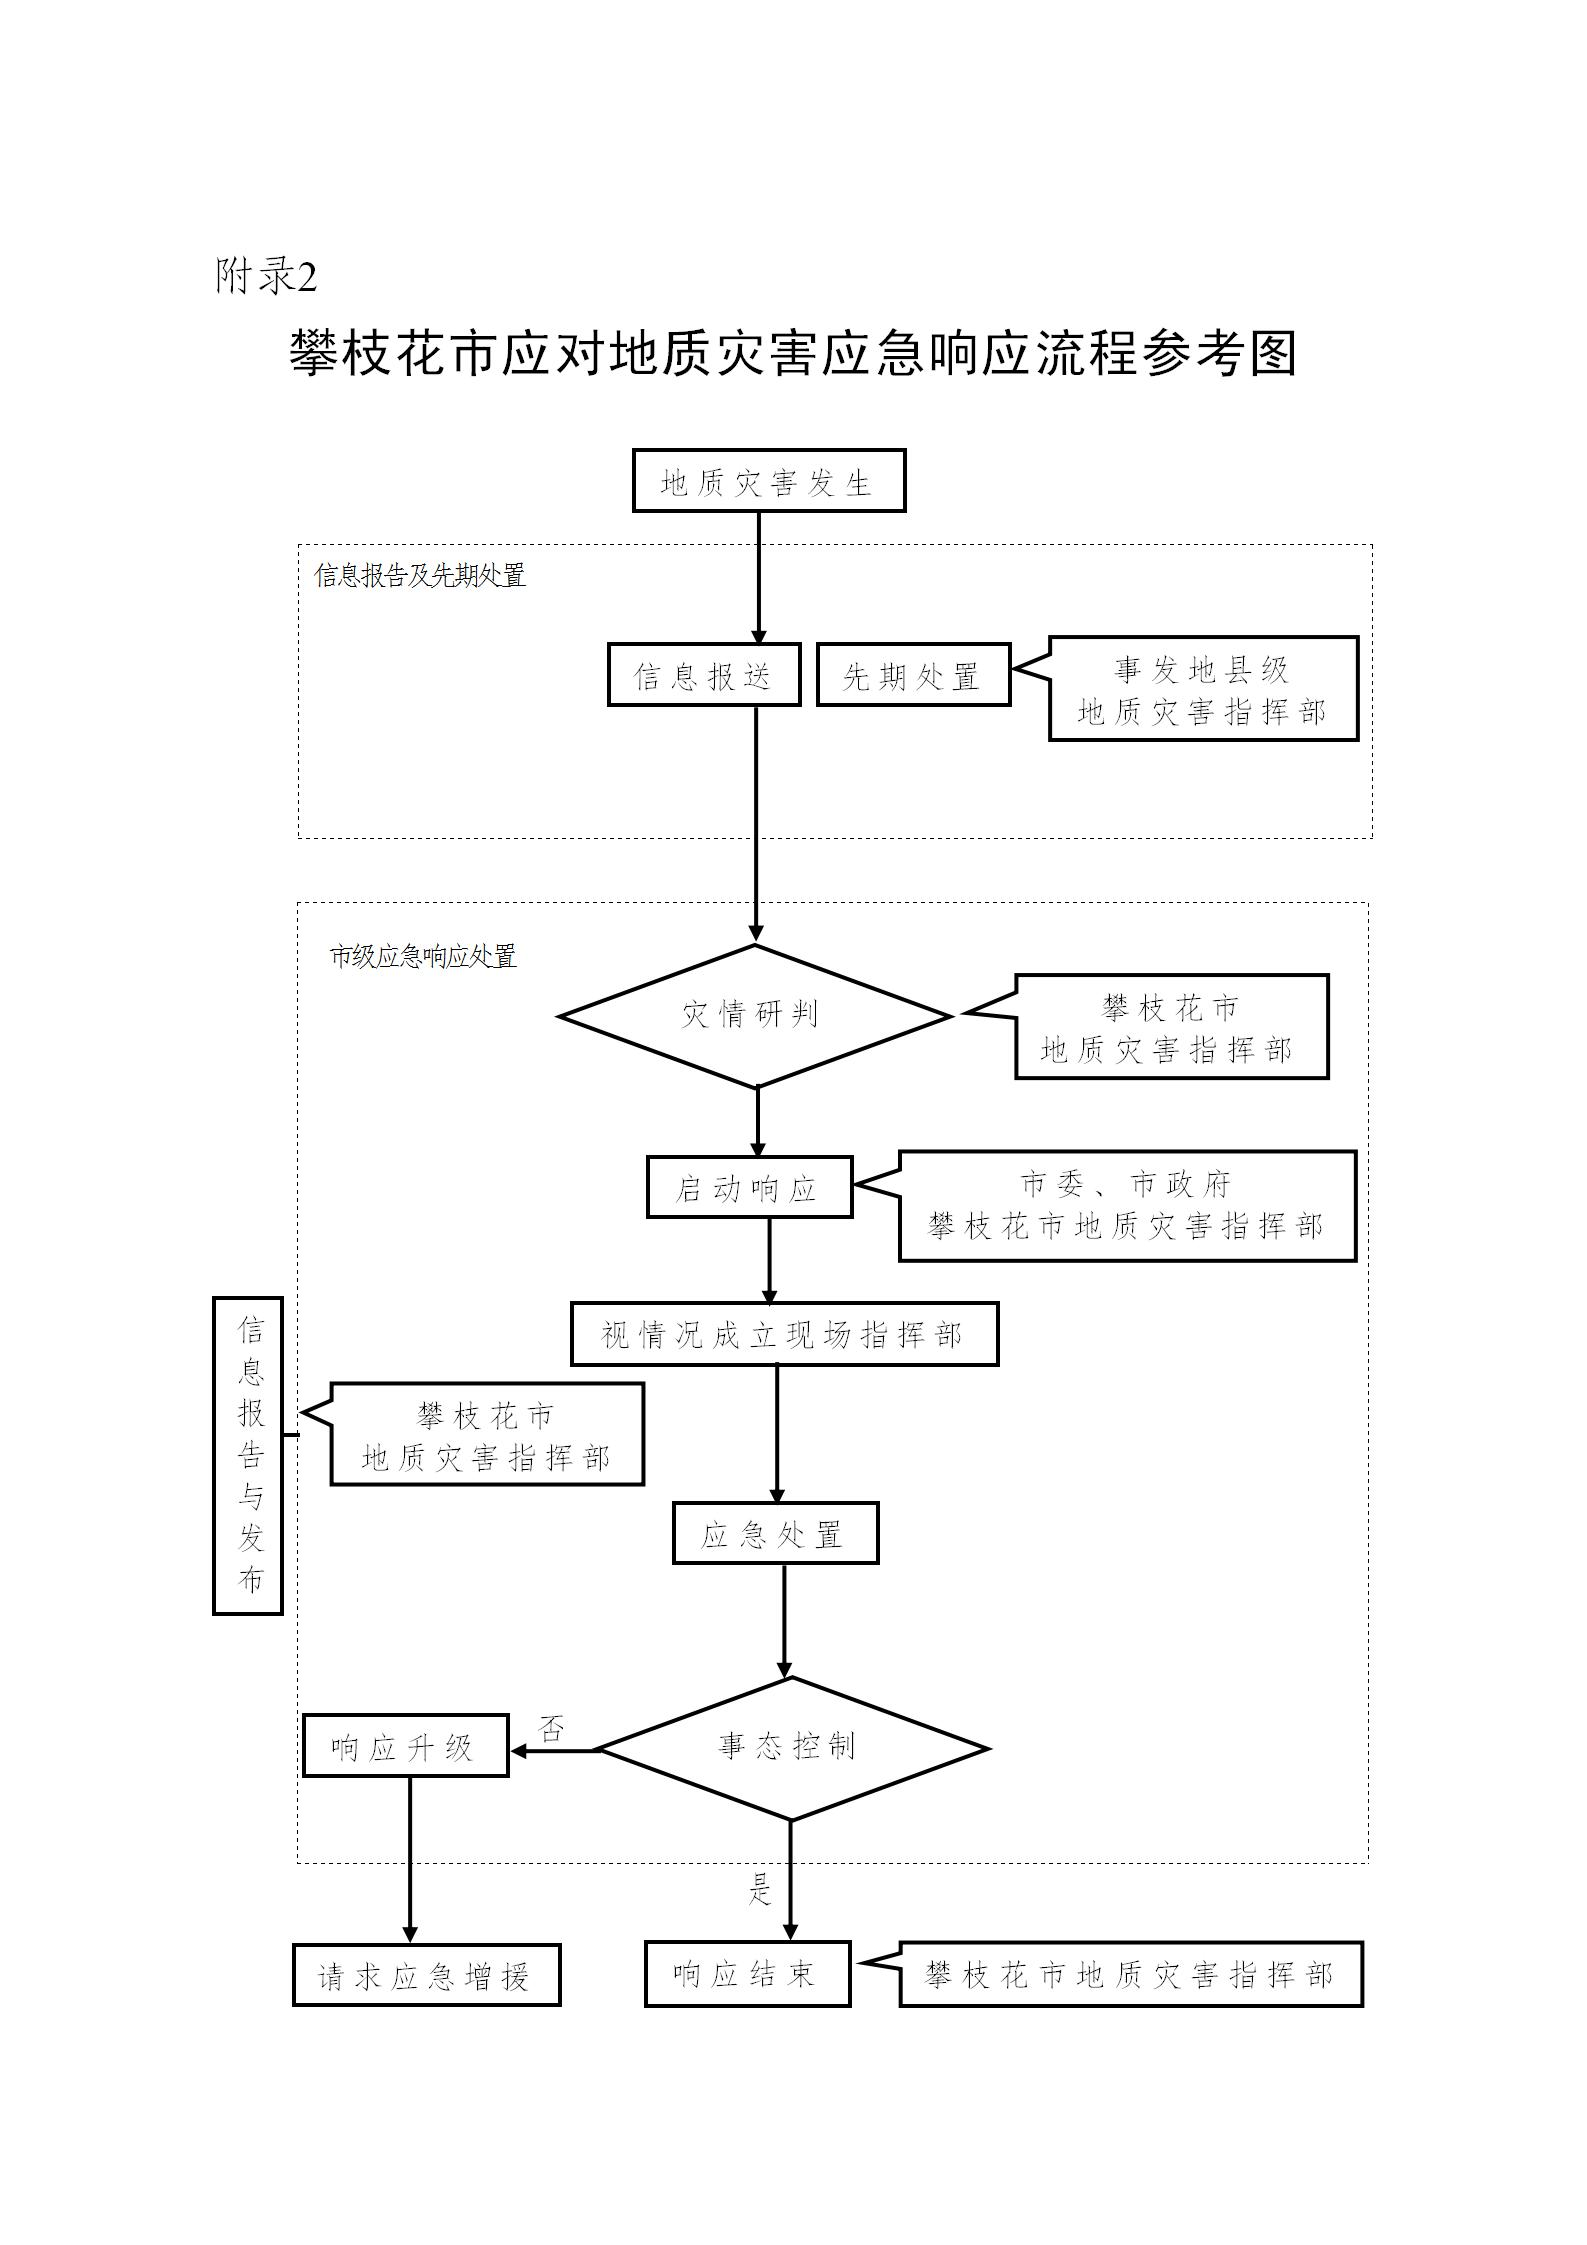 附录2
攀枝花市应对地质灾害应急响应流程参考图
地质灾害发生
信息报告及先期处置
信息报送
先期处置
事发地县级
地质灾害指挥部
市级应急响应处置
灾情研判
攀枝花市
地质灾害指挥部
启动响应
市委、市政府
攀枝花市地质灾害指挥部
视情况成立现场指挥部
信息报告与发布
攀枝花市
地质灾害指挥部
应急处置
事态控制
否
响应升级
是
请求应急增援
响应结束
攀枝花市地质灾害指挥部